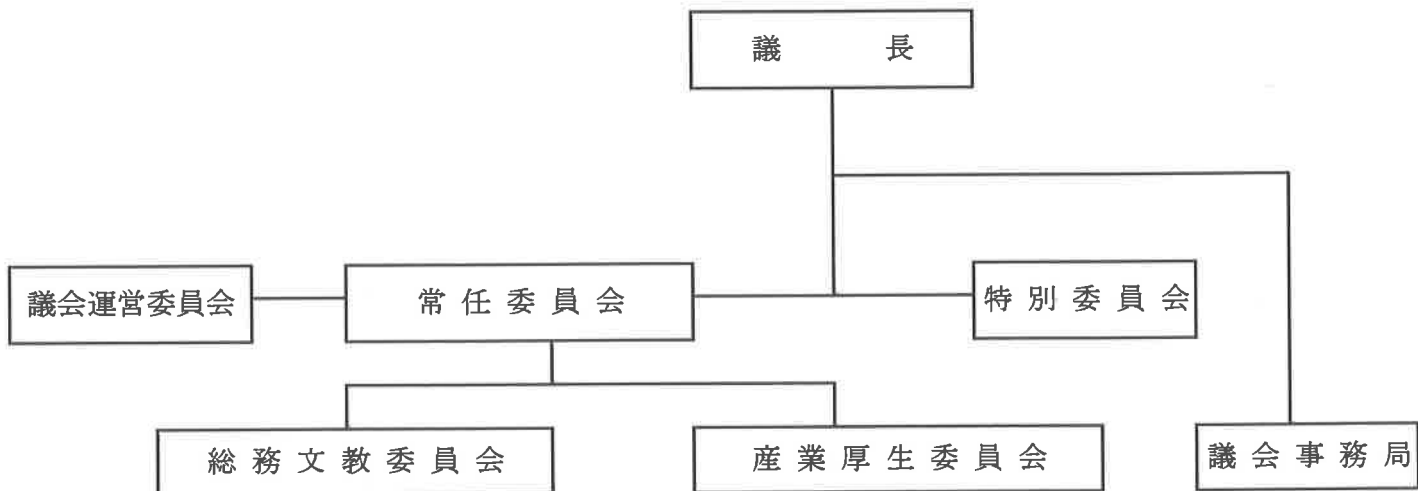 議長
議会運営委員会
常任委員会
特別委員会
総務文教委員会
産業厚生委員会
議会事務局